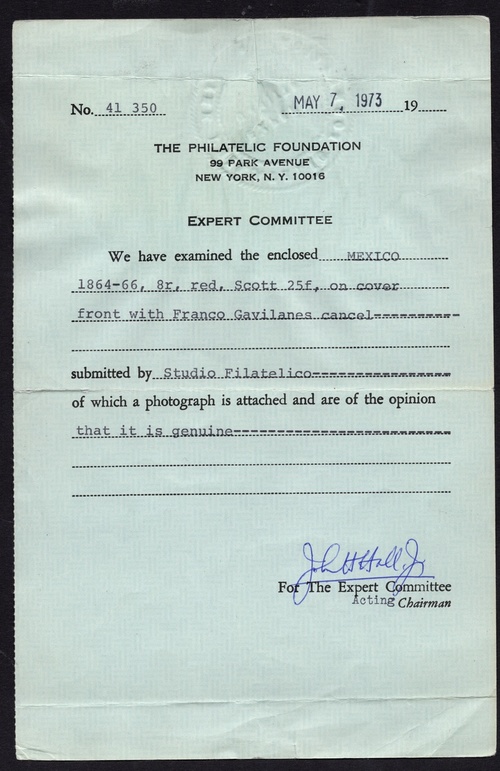 No. 41 350 MAY 7, 1973 19
THE PHILATELIC FOUNDATION
99 PARK AVENUE
NEW YORK, N. Y. 10016
EXPERT COMMITTEE
We have examined the enclosed MEXICO
1864-66, 8r, red, Scott 25f, on cover
front with Franco Gavilanes cancel----------
submitted by Studio Filatelico----------------
of which a photograph is attached and are of the opinion
that it is genuine-------------------------
John H Hall, Jr
For The Expert Committee
Acting Chairman